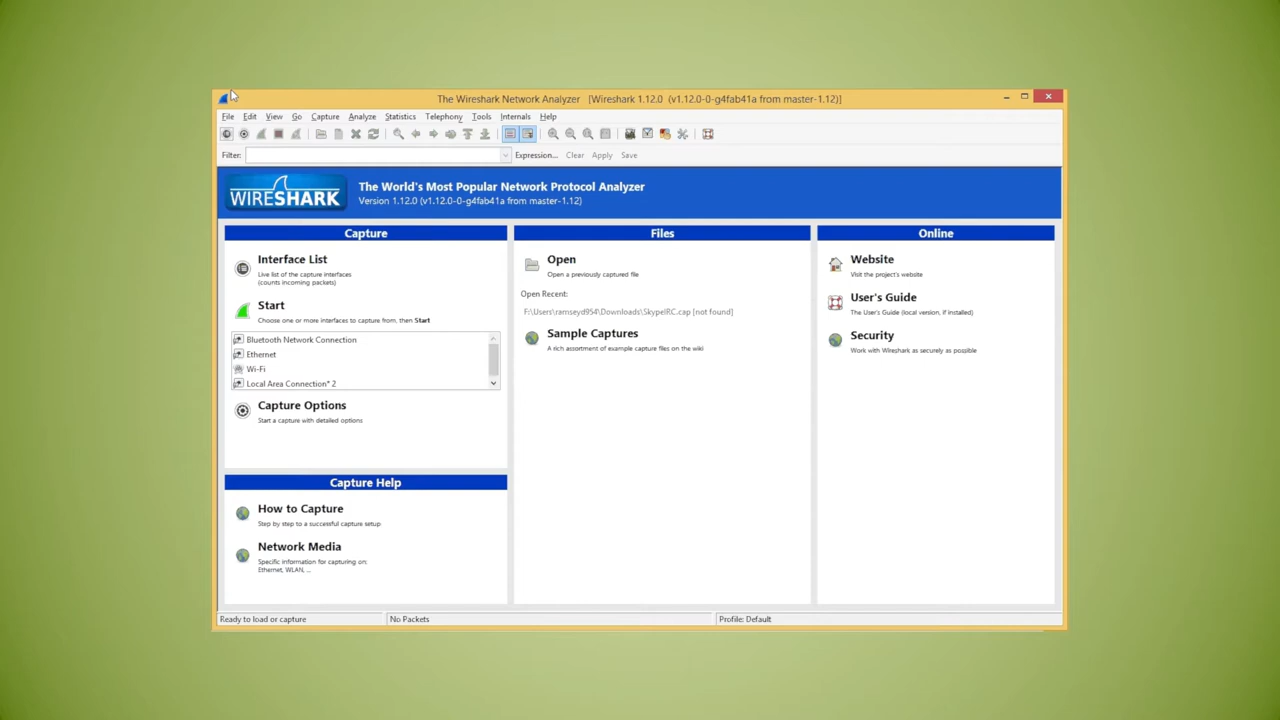 The Wireshark Network Analyzer [Wireshark 1.12.0 (v1.12.0-0-g4fab41a from master-1.12)]
File Edit View Go Capture Analyze Statistics Telephony Tools Internals Help
Filter: Expression... Clear Apply Save
WIRESHARK
The World's Most Popular Network Protocol Analyzer
Version 1.12.0 (v1.12.0-0-g4fab41a from master-1.12)
Capture
Interface List
Live list of the capture interfaces
(counts incoming packets)
Start
Choose one or more interfaces to capture from, then Start
Bluetooth Network Connection
Ethernet
Wi-Fi
Local Area Connection* 2
Capture Options
Start a capture with detailed options
Capture Help
How to Capture
Step by step to a successful capture setup
Network Media
Specific information for capturing on:
Ethernet, WLAN, ...
Files
Open
Open a previously captured file
Open Recent:
F:\Users\ramseyd954\Downloads\SkypeIRC.cap [not found]
Sample Captures
A rich assortment of example capture files on the wiki
Online
Website
Visit the project's website
User's Guide
The User's Guide (local version, if installed)
Security
Work with Wireshark as securely as possible
Ready to load or capture
No Packets
Profile: Default